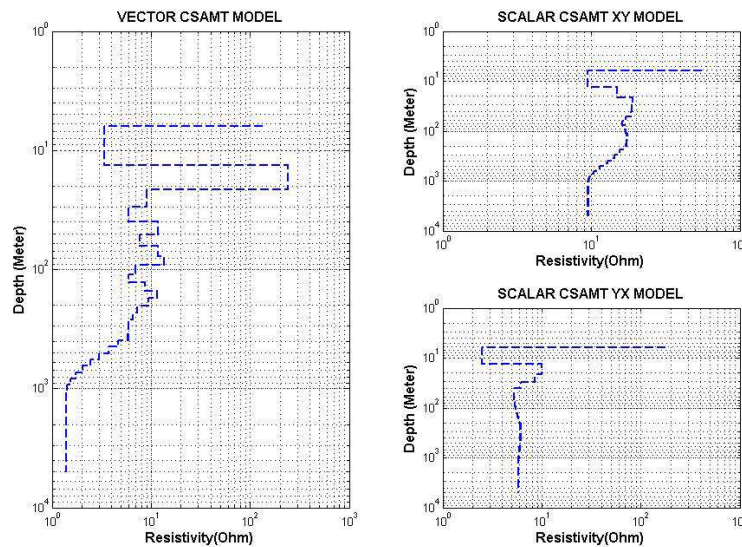 VECTOR CSAMT MODEL
10^0
10^1
10^2
10^3
10^4
Depth (Meter)
10^0 10^1 10^2 10^3
Resistivity(Ohm)
SCALAR CSAMT XY MODEL
10^0
10^1
10^2
10^3
10^4
Depth (Meter)
10^0 10^1 10
Resistivity(Ohm)
SCALAR CSAMT YX MODEL
10^0
10^1
10^2
10^3
10^4
Depth (Meter)
10^0 10^1 10
Resistivity(Ohm)